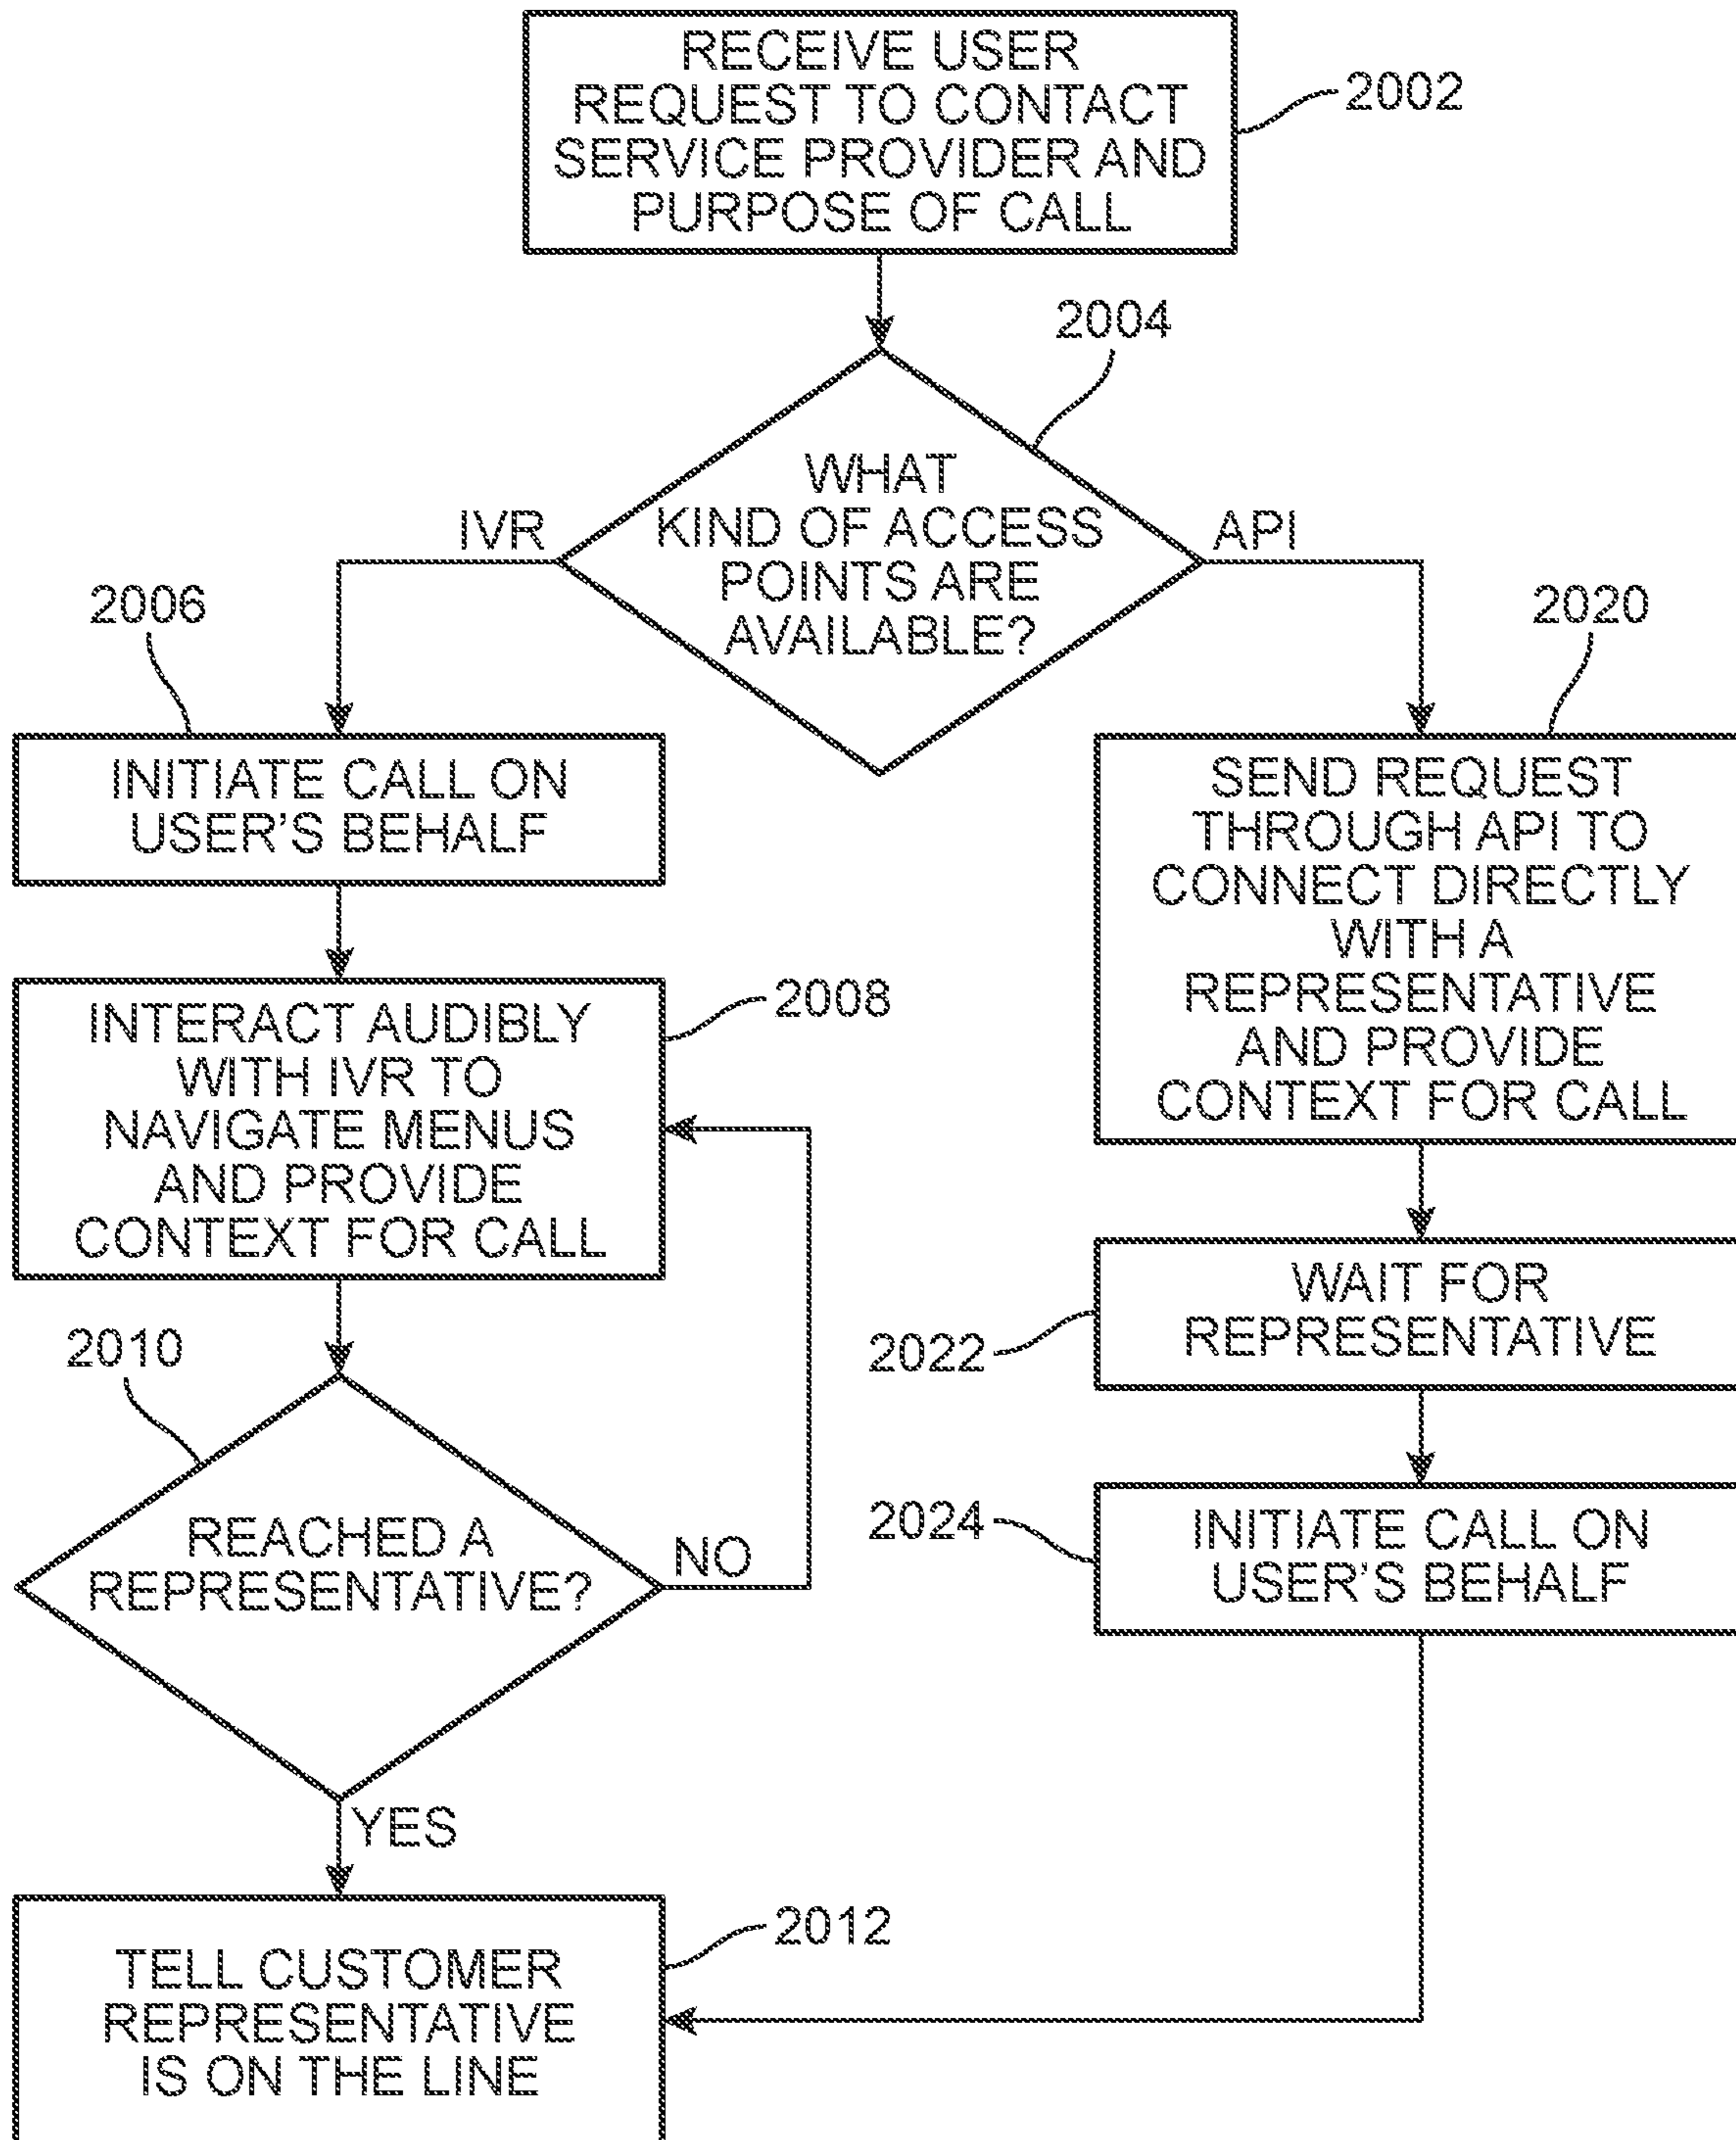 RECEIVE USER
REQUEST TO CONTACT
SERVICE PROVIDER AND
PURPOSE OF CALL
2002
2004
WHAT
KIND OF ACCESS
POINTS ARE
AVAILABLE?
IVR
API
2006
INITIATE CALL ON
USER'S BEHALF
2008
INTERACT AUDIBLY
WITH IVR TO
NAVIGATE MENUS
AND PROVIDE
CONTEXT FOR CALL
2010
REACHED A
REPRESENTATIVE?
NO
YES
2020
SEND REQUEST
THROUGH API TO
CONNECT DIRECTLY
WITH A
REPRESENTATIVE
AND PROVIDE
CONTEXT FOR CALL
WAIT FOR
REPRESENTATIVE
2022
2024
INITIATE CALL ON
USER'S BEHALF
2012
TELL CUSTOMER
REPRESENTATIVE
IS ON THE LINE